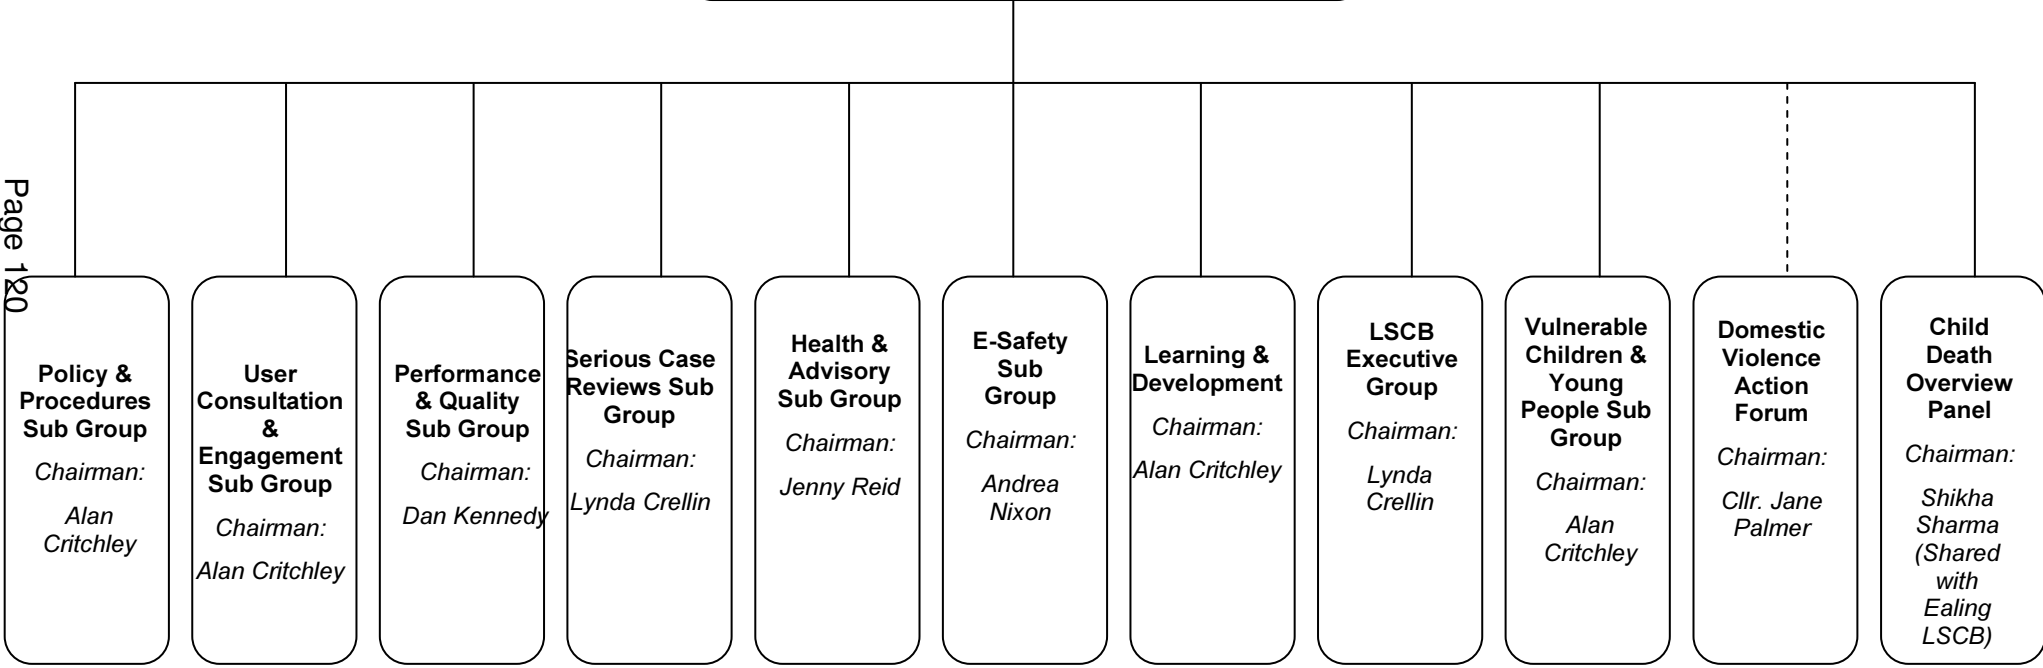 Page 120
Policy &
Procedures
Sub Group
Chairman:
Alan
Critchley
User
Consultation
&
Engagement
Sub Group
Chairman:
Alan Critchley
Performance
& Quality
Sub Group
Chairman:
Dan Kennedy
Serious Case
Reviews Sub
Group
Chairman:
Lynda Crellin
Health &
Advisory
Sub Group
Chairman:
Jenny Reid
E-Safety
Sub
Group
Chairman:
Andrea
Nixon
Learning &
Development
Chairman:
Alan Critchley
LSCB
Executive
Group
Chairman:
Lynda
Crellin
Vulnerable
Children &
Young
People Sub
Group
Chairman:
Alan
Critchley
Domestic
Violence
Action
Forum
Chairman:
Cllr. Jane
Palmer
Child
Death
Overview
Panel
Chairman:
Shikha
Sharma
(Shared
with
Ealing
LSCB)